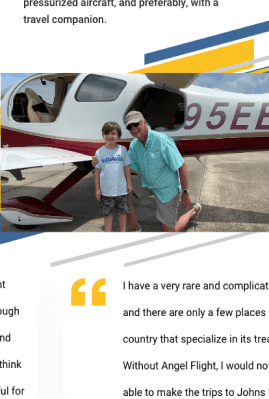 pressurized aircraft, and preferably, with a
travel companion.
95EE
nt
ough
nd
think
ful for
I have a very rare and complicat
and there are only a few places
country that specialize in its trea
Without Angel Flight, I would not
able to make the trips to Johns